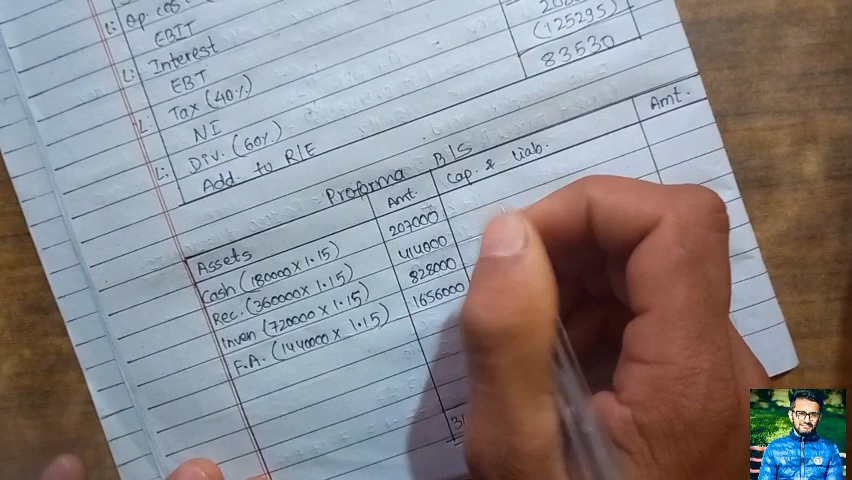 L: Op. cos
EBIT
L: Interest
EBT
L: Tax (40%)
NI
L: Div. (60%)
Add. to R/E
(125295)
83530
Proforma B/S
Assets Amt. Cap. & Liab. Amt.
Cash (180000 X 1.15) 207000
Rec. (360000 X 1.15) 414000
Inven (720000 X 1.15) 828000
F.A. (1440000 X 1.15) 1656000
31